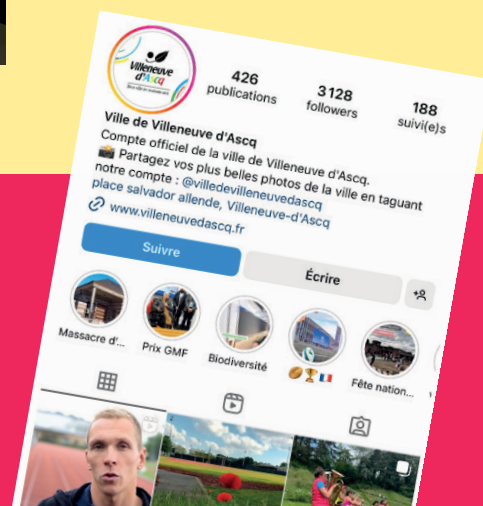 Villeneuve
d'Ascq
426
publications
3128
followers
188
suivi(e)s
Ville de Villeneuve d'Ascq
Compte officiel de la ville de Villeneuve d'Ascq.
📸 Partagez vos plus belles photos de la ville en taguant
notre compte : @villedevilleneuvedascq
place salvador allende, Villeneuve-d'Ascq
www.villeneuvedascq.fr
Suivre
Écrire
Massacre d'...
Prix GMF
Biodiversité
🏉🏆🇫🇷
Fête nation...